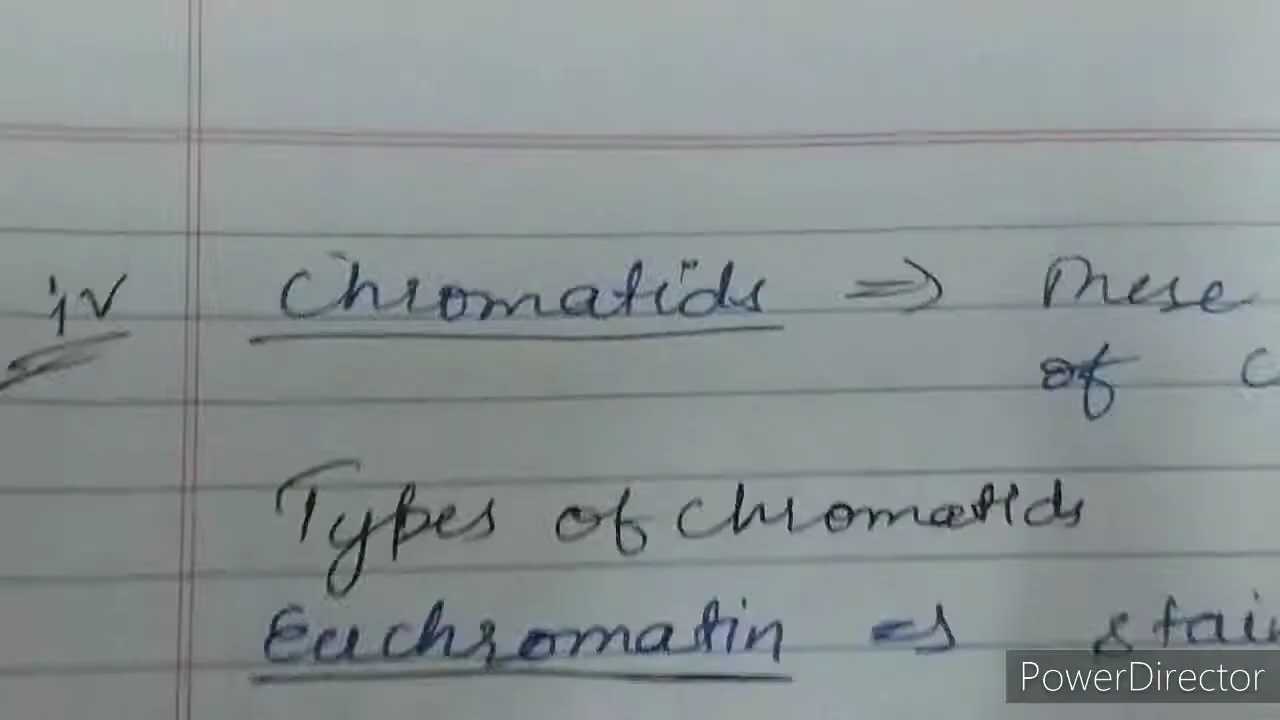 iv Chromatids => These
of
Types of chromatids
Euchromatin =>
PowerDirector